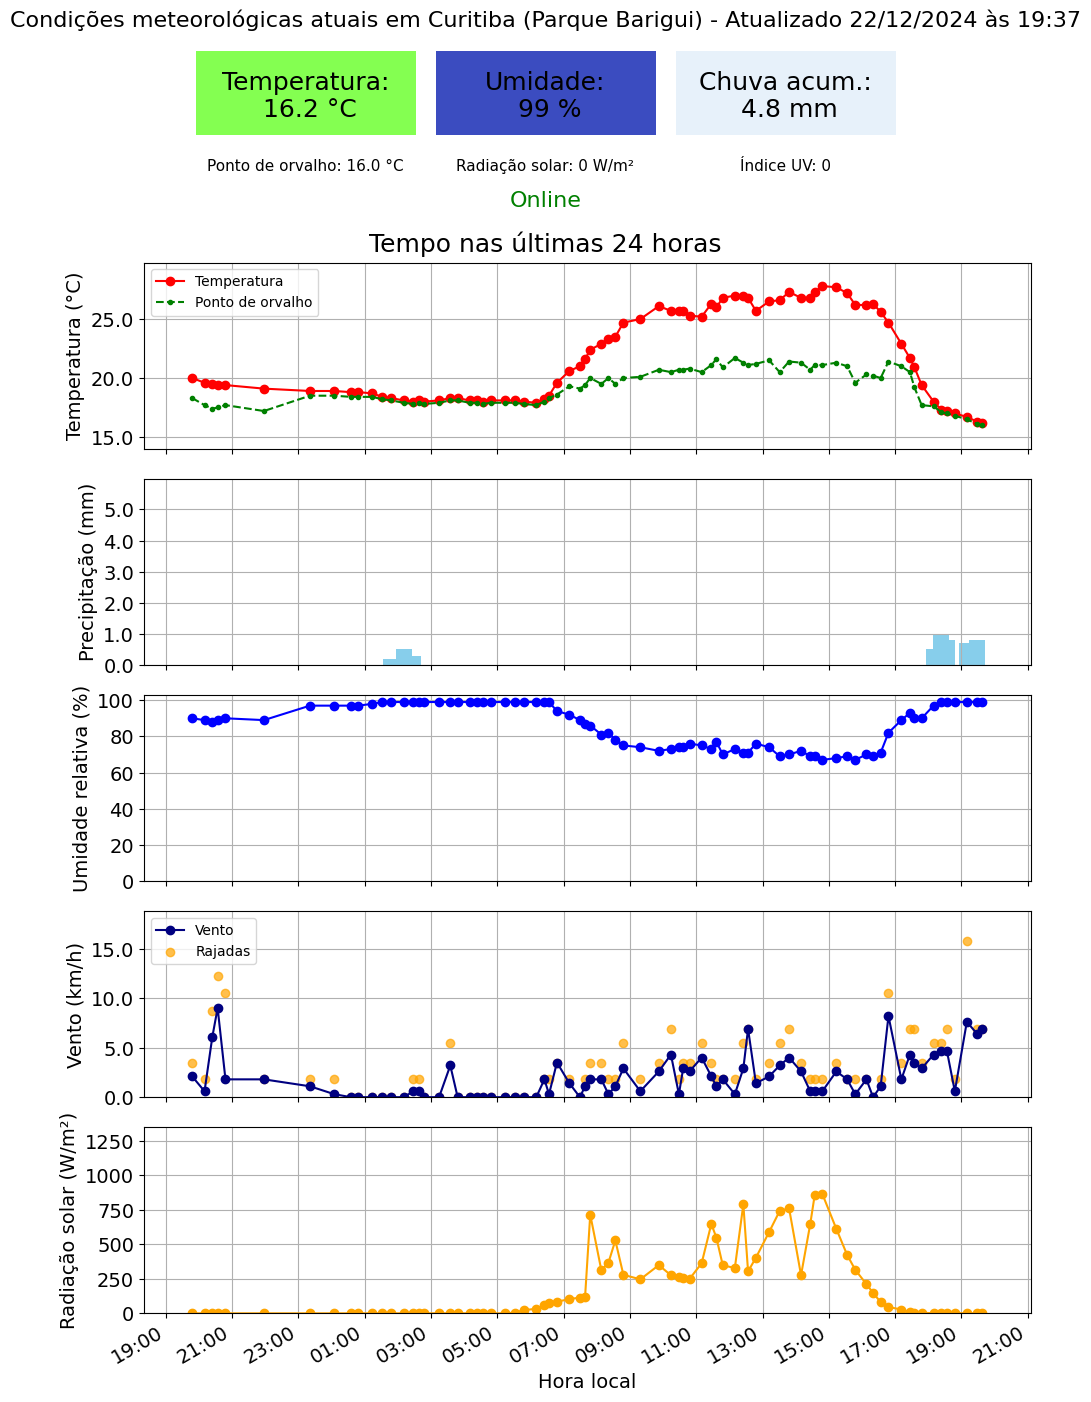 Condições meteorológicas atuais em Curitiba (Parque Barigui) - Atualizado 22/12/2024 às 19:37
Temperatura:
16.2 °C
Umidade:
99 %
Chuva acum.:
4.8 mm
Ponto de orvalho: 16.0 °C
Radiação solar: 0 W/m²
Índice UV: 0
Online
Tempo nas últimas 24 horas
Temperatura (°C)
25.0
20.0
15.0
Temperatura
Ponto de orvalho
Precipitação (mm)
5.0
4.0
3.0
2.0
1.0
0.0
Umidade relativa (%)
100
80
60
40
20
0
Vento (km/h)
15.0
10.0
5.0
0.0
Vento
Rajadas
Radiação solar (W/m²)
1250
1000
750
500
250
0
19:00
21:00
23:00
01:00
03:00
05:00
07:00
09:00
11:00
13:00
15:00
17:00
19:00
21:00
Hora local